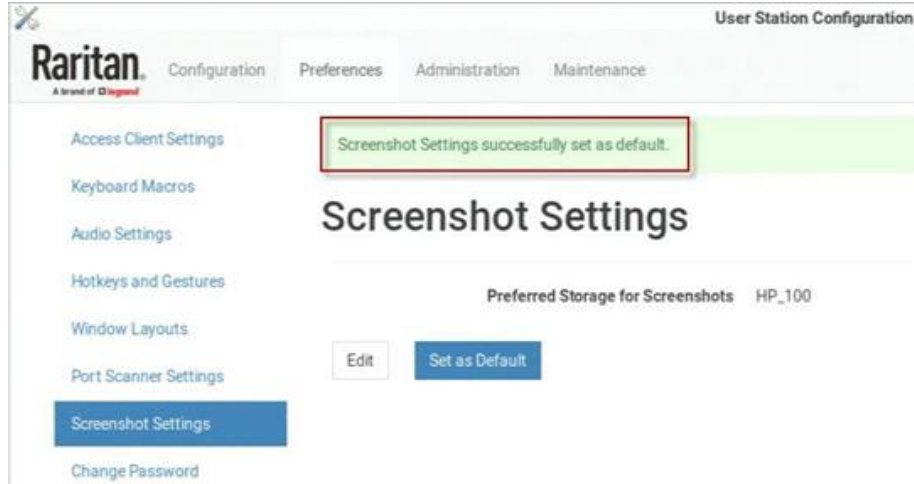 User Station Configuration
Raritan.
A brand of legrand
Configuration Preferences Administration Maintenance
Access Client Settings
Keyboard Macros
Audio Settings
Hotkeys and Gestures
Window Layouts
Port Scanner Settings
Screenshot Settings
Change Password
Screenshot Settings successfully set as default.
Screenshot Settings
Preferred Storage for Screenshots HP_100
Edit Set as Default